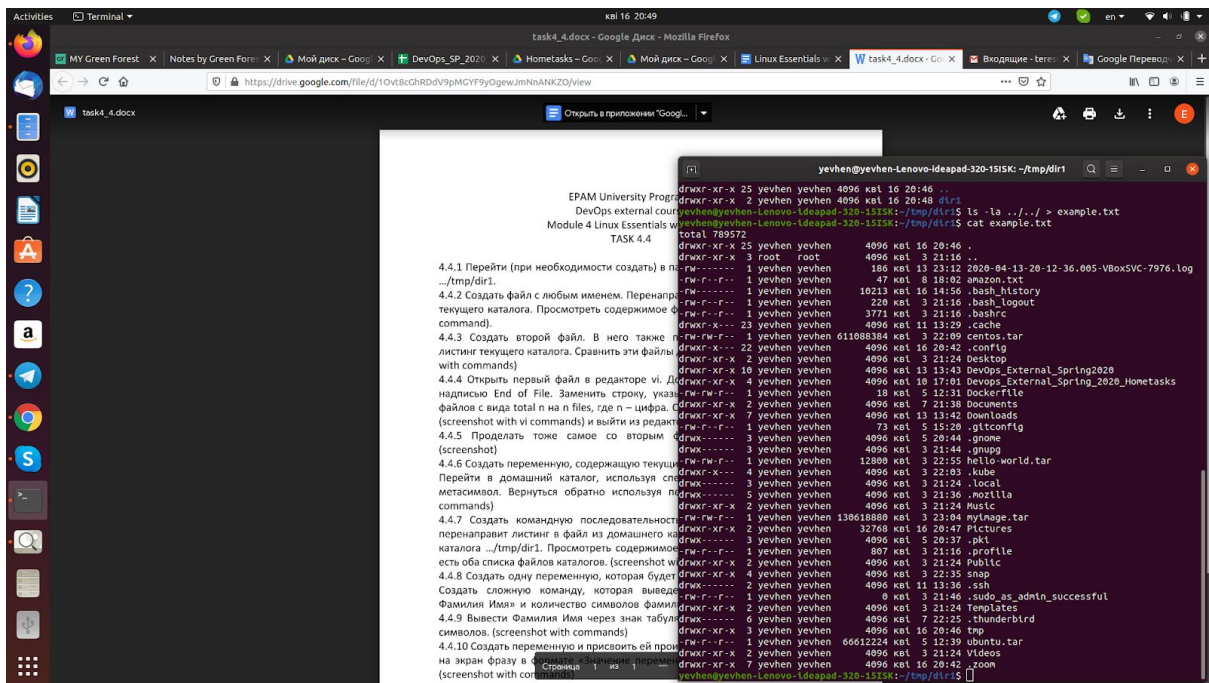 Activities
Terminal
кві 16 20:49
en
task4_4.docx - Google Диск - Mozilla Firefox
MY Green Forest
Notes by Green Fores
Мой диск – Googl
DevOps_SP_2020
Hometasks – Goog
Мой диск – Googl
Linux Essentials w
task4_4.docx - Goo
Входящие - teres
Google Переводч
https://drive.google.com/file/d/1Ovt8cGhRDdV9pMGYF9yOgewJmNnANKZO/view
W task4_4.docx
Открыть в приложении "Googl...
E
EPAM University Progra
DevOps external cour
Module 4 Linux Essentials w
TASK 4.4
4.4.1 Перейти (при необходимости создать) в па
.../tmp/dir1.
4.4.2 Создать файл с любым именем. Перенапра
текущего каталога. Просмотреть содержимое ф
command).
4.4.3 Создать второй файл. В него также п
листинг текущего каталога. Сравнить эти файлы
with commands)
4.4.4 Открыть первый файл в редакторе vi. До
надписью End of File. Заменить строку, указы
файлов с вида total n на n files, где n – цифра. С
(screenshot with vi commands) и выйти из редакт
4.4.5 Проделать тоже самое со вторым ф
(screenshot)
4.4.6 Создать переменную, содержащую текущи
Перейти в домашний каталог, используя спе
метасимвол. Вернуться обратно используя пе
commands)
4.4.7 Создать командную последовательност
перенаправит листинг в файл из домашнего ка
каталога .../tmp/dir1. Просмотреть содержимое
есть оба списка файлов каталогов. (screenshot w
4.4.8 Создать одну переменную, которая будет
Создать сложную команду, которая выведе
Фамилия Имя» и количество символов фамил
4.4.9 Вывести Фамилия Имя через знак табуля
символов. (screenshot with commands)
4.4.10 Создать переменную и присвоить ей прои
на экран фразу в формате «Значение перемен
(screenshot with com
Страница 1 из 1
yevhen@yevhen-Lenovo-ideapad-320-15ISK: ~/tmp/dir1
drwxr-xr-x 25 yevhen yevhen 4096 кві 16 20:46 ..
drwxr-xr-x 2 yevhen yevhen 4096 кві 16 20:48 dir1
yevhen@yevhen-Lenovo-ideapad-320-15ISK:~/tmp/dir1$ ls -la ../../ > example.txt
yevhen@yevhen-Lenovo-ideapad-320-15ISK:~/tmp/dir1$ cat example.txt
total 789572
drwxr-xr-x 25 yevhen yevhen 4096 кві 16 20:46 .
drwxr-xr-x 3 root root 4096 кві 3 21:16 ..
-rw------- 1 yevhen yevhen 186 кві 13 23:12 2020-04-13-20-12-36.005-VBoxSVC-7976.log
-rw-r--r-- 1 yevhen yevhen 47 кві 8 18:02 amazon.txt
-rw------- 1 yevhen yevhen 10213 кві 16 14:56 .bash_history
-rw-r--r-- 1 yevhen yevhen 220 кві 3 21:16 .bash_logout
-rw-r--r-- 1 yevhen yevhen 3771 кві 3 21:16 .bashrc
drwxr-x--- 23 yevhen yevhen 4096 кві 11 13:29 .cache
-rw-rw-r-- 1 yevhen yevhen 611088384 кві 3 22:09 centos.tar
drwxr-x--- 22 yevhen yevhen 4096 кві 16 20:42 .config
drwxr-xr-x 2 yevhen yevhen 4096 кві 3 21:24 Desktop
drwxr-xr-x 10 yevhen yevhen 4096 кві 13 13:43 DevOps_External_Spring2020
drwxr-xr-x 4 yevhen yevhen 4096 кві 10 17:01 Devops_External_Spring_2020_Hometasks
-rw-rw-r-- 1 yevhen yevhen 18 кві 5 12:31 Dockerfile
drwxr-xr-x 2 yevhen yevhen 4096 кві 7 21:38 Documents
drwxr-xr-x 7 yevhen yevhen 4096 кві 13 13:42 Downloads
-rw-rw-r-- 1 yevhen yevhen 73 кві 5 15:20 .gitconfig
drwx------ 3 yevhen yevhen 4096 кві 5 20:44 .gnome
drwx------ 3 yevhen yevhen 4096 кві 3 21:44 .gnupg
-rw-rw-r-- 1 yevhen yevhen 12800 кві 3 22:55 hello-world.tar
drwxr-x--- 4 yevhen yevhen 4096 кві 3 22:03 .kube
drwx------ 3 yevhen yevhen 4096 кві 3 21:24 .local
drwx------ 5 yevhen yevhen 4096 кві 3 21:36 .mozilla
drwxr-xr-x 2 yevhen yevhen 4096 кві 3 21:24 Music
-rw-rw-r-- 1 yevhen yevhen 130618880 кві 3 23:04 myimage.tar
drwxr-xr-x 2 yevhen yevhen 32768 кві 16 20:47 Pictures
drwx------ 3 yevhen yevhen 4096 кві 5 20:37 .pki
-rw-r--r-- 1 yevhen yevhen 807 кві 3 21:16 .profile
drwxr-xr-x 2 yevhen yevhen 4096 кві 3 21:24 Public
drwxr-xr-x 4 yevhen yevhen 4096 кві 3 22:35 snap
drwx------ 2 yevhen yevhen 4096 кві 11 13:36 .ssh
-rw-r--r-- 1 yevhen yevhen 0 кві 3 21:46 .sudo_as_admin_successful
drwxr-xr-x 2 yevhen yevhen 4096 кві 3 21:24 Templates
drwx------ 6 yevhen yevhen 4096 кві 7 22:25 .thunderbird
drwxr-xr-x 3 yevhen yevhen 4096 кві 16 20:46 tmp
-rw-r--r-- 1 yevhen yevhen 66612224 кві 5 12:39 ubuntu.tar
drwxr-xr-x 2 yevhen yevhen 4096 кві 3 21:24 Videos
drwxr-xr-x 7 yevhen yevhen 4096 кві 16 20:42 .zoom
yevhen@yevhen-Lenovo-ideapad-320-15ISK:~/tmp/dir1$